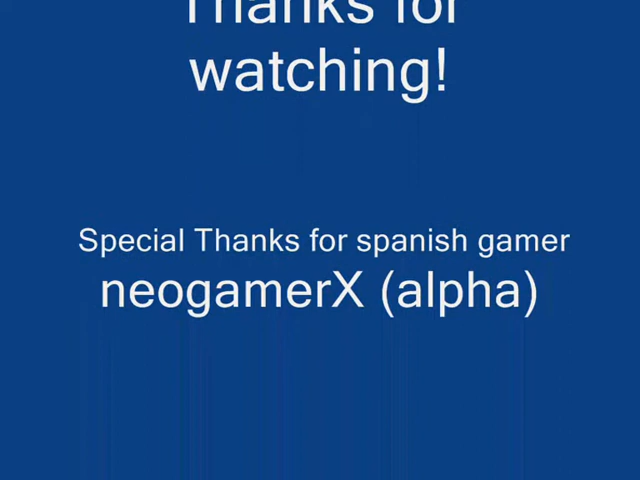 Thanks for
watching!
Special Thanks for spanish gamer
neogamerX (alpha)